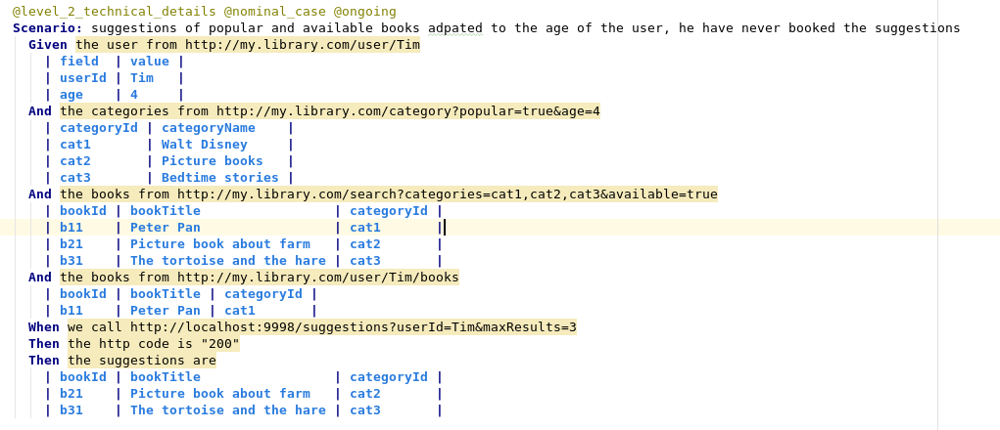 @level_2_technical_details @nominal_case @ongoing
Scenario: suggestions of popular and available books adpated to the age of the user, he have never booked the suggestions
  Given the user from http://my.library.com/user/Tim
    | field  | value |
    | userId | Tim   |
    | age    | 4     |
  And the categories from http://my.library.com/category?popular=true&age=4
    | categoryId | categoryName    |
    | cat1       | Walt Disney     |
    | cat2       | Picture books   |
    | cat3       | Bedtime stories |
  And the books from http://my.library.com/search?categories=cat1,cat2,cat3&available=true
    | bookId | bookTitle                 | categoryId |
    | b11    | Peter Pan                 | cat1       |
    | b21    | Picture book about farm   | cat2       |
    | b31    | The tortoise and the hare | cat3       |
  And the books from http://my.library.com/user/Tim/books
    | bookId | bookTitle | categoryId |
    | b11    | Peter Pan | cat1       |
  When we call http://localhost:9998/suggestions?userId=Tim&maxResults=3
  Then the http code is "200"
  Then the suggestions are
    | bookId | bookTitle                 | categoryId |
    | b21    | Picture book about farm   | cat2       |
    | b31    | The tortoise and the hare | cat3       |